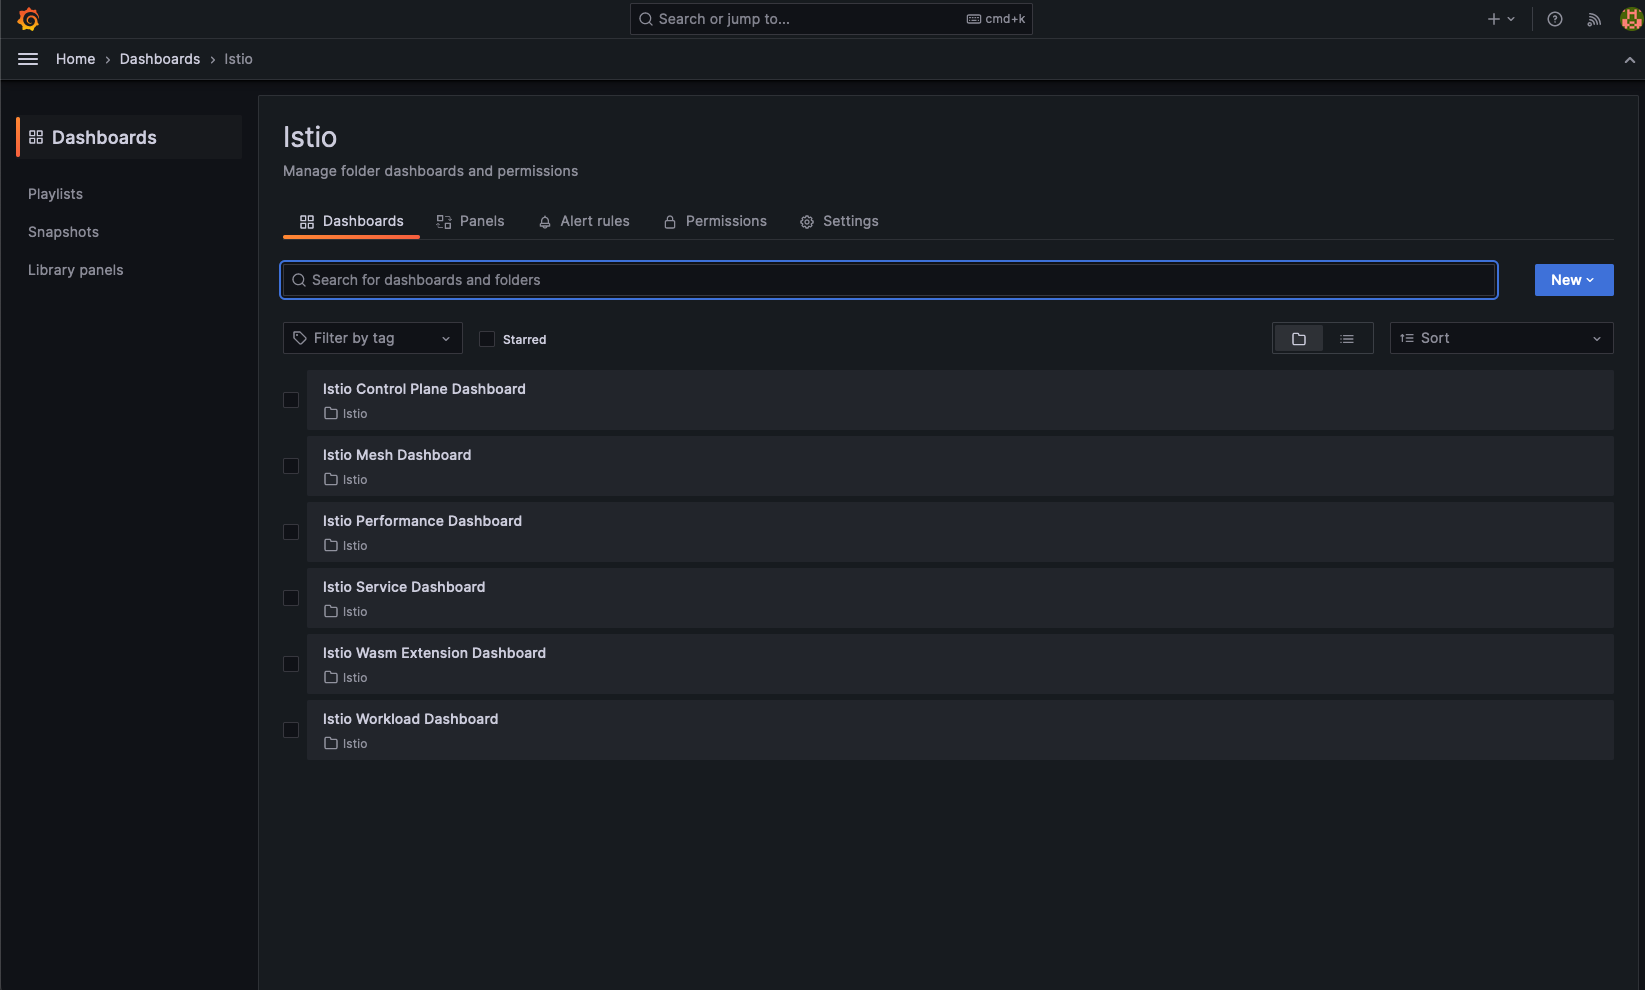 Search or jump to...
cmd+k
Home › Dashboards › Istio
Dashboards
Playlists
Snapshots
Library panels
Istio
Manage folder dashboards and permissions
Dashboards Panels Alert rules Permissions Settings
Search for dashboards and folders
New
Filter by tag
Starred
Sort
Istio Control Plane Dashboard
Istio
Istio Mesh Dashboard
Istio
Istio Performance Dashboard
Istio
Istio Service Dashboard
Istio
Istio Wasm Extension Dashboard
Istio
Istio Workload Dashboard
Istio